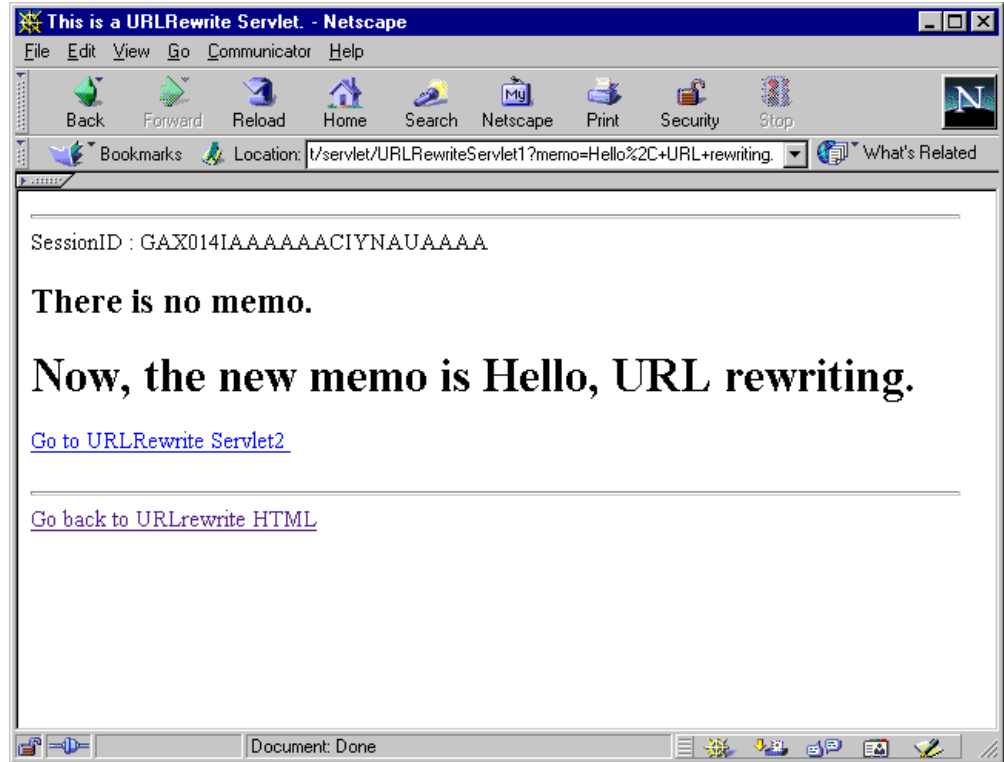 This is a URLRewrite Servlet. - Netscape
File Edit View Go Communicator Help
My
N
Back Forward Reload Home Search Netscape Print Security Stop
Bookmarks Location: t/servlet/URLRewriteServlet1?memo=Hello%2C+URL+rewriting. What's Related
SessionID : GAX014IAAAAAACIYNAUAAAA
There is no memo.
Now, the new memo is Hello, URL rewriting.
Go to URLRewrite Servlet2
Go back to URLrewrite HTML
Document: Done